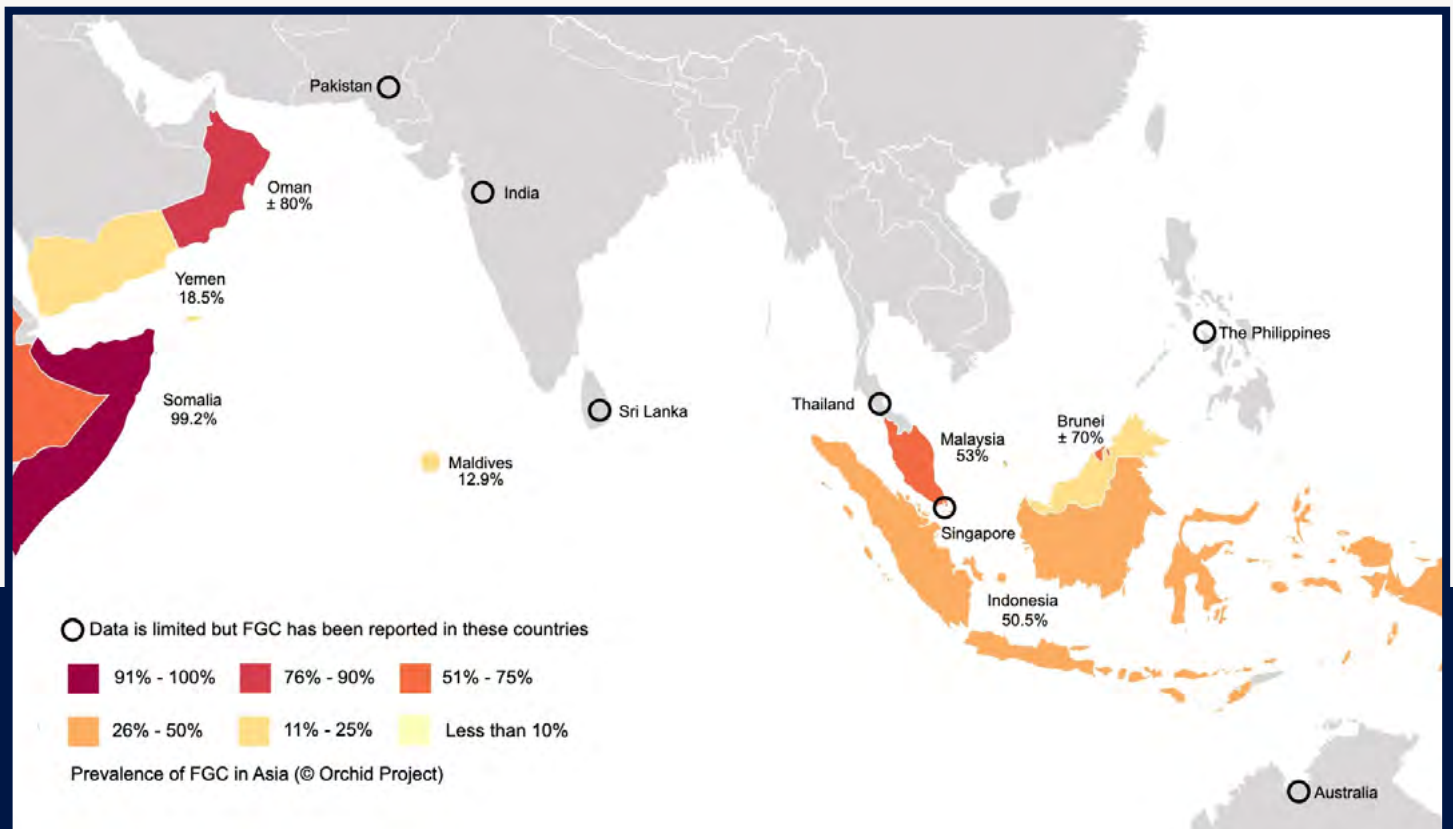 Pakistan
Oman
± 80%
India
Yemen
18.5%
The Philippines
Somalia
99.2%
Sri Lanka
Thailand
Brunei
± 70%
Malaysia
53%
Maldives
12.9%
Singapore
Indonesia
50.5%
Data is limited but FGC has been reported in these countries
91% - 100%
76% - 90%
51% - 75%
26% - 50%
11% - 25%
Less than 10%
Prevalence of FGC in Asia (© Orchid Project)
Australia